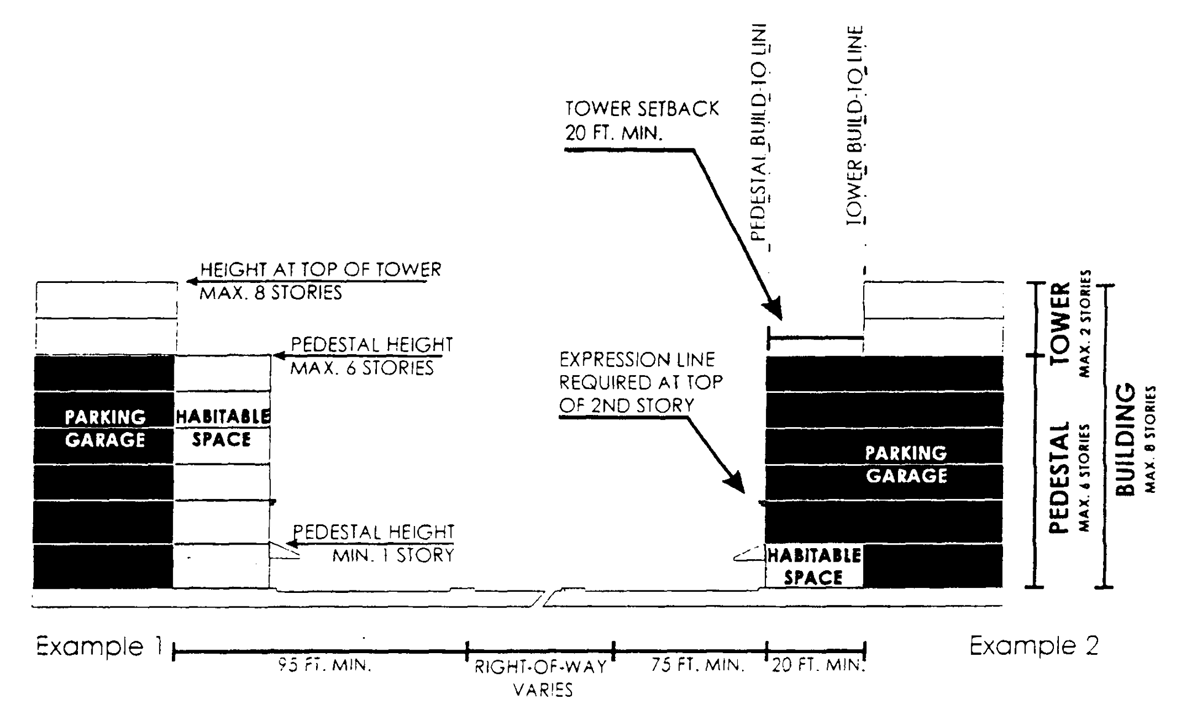 PEDESTAL BUILD-TO LINE
TOWER BUILD-TO LINE
TOWER SETBACK
20 FT. MIN.
HEIGHT AT TOP OF TOWER
MAX. 8 STORIES
PEDESTAL HEIGHT
MAX. 6 STORIES
EXPRESSION LINE
REQUIRED AT TOP
OF 2ND STORY
PARKING
GARAGE
HABITABLE
SPACE
PARKING
GARAGE
PEDESTAL HEIGHT
MIN. 1 STORY
HABITABLE
SPACE
TOWER
MAX. 2 STORIES
PEDESTAL
MAX. 6 STORIES
BUILDING
MAX. 8 STORIES
Example 1
Example 2
95 FT. MIN.
RIGHT-OF-WAY
VARIES
75 FT. MIN.
20 FT. MIN.